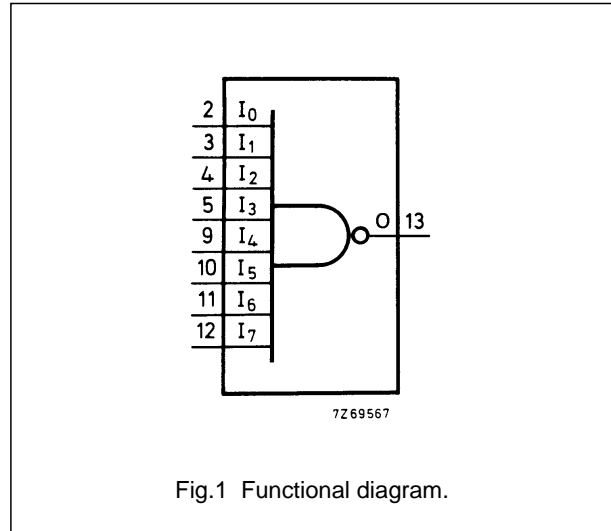 2 I0
3 I1
4 I2
5 I3
9 I4
10 I5
11 I6
12 I7
O 13
7Z69567
Fig.1 Functional diagram.